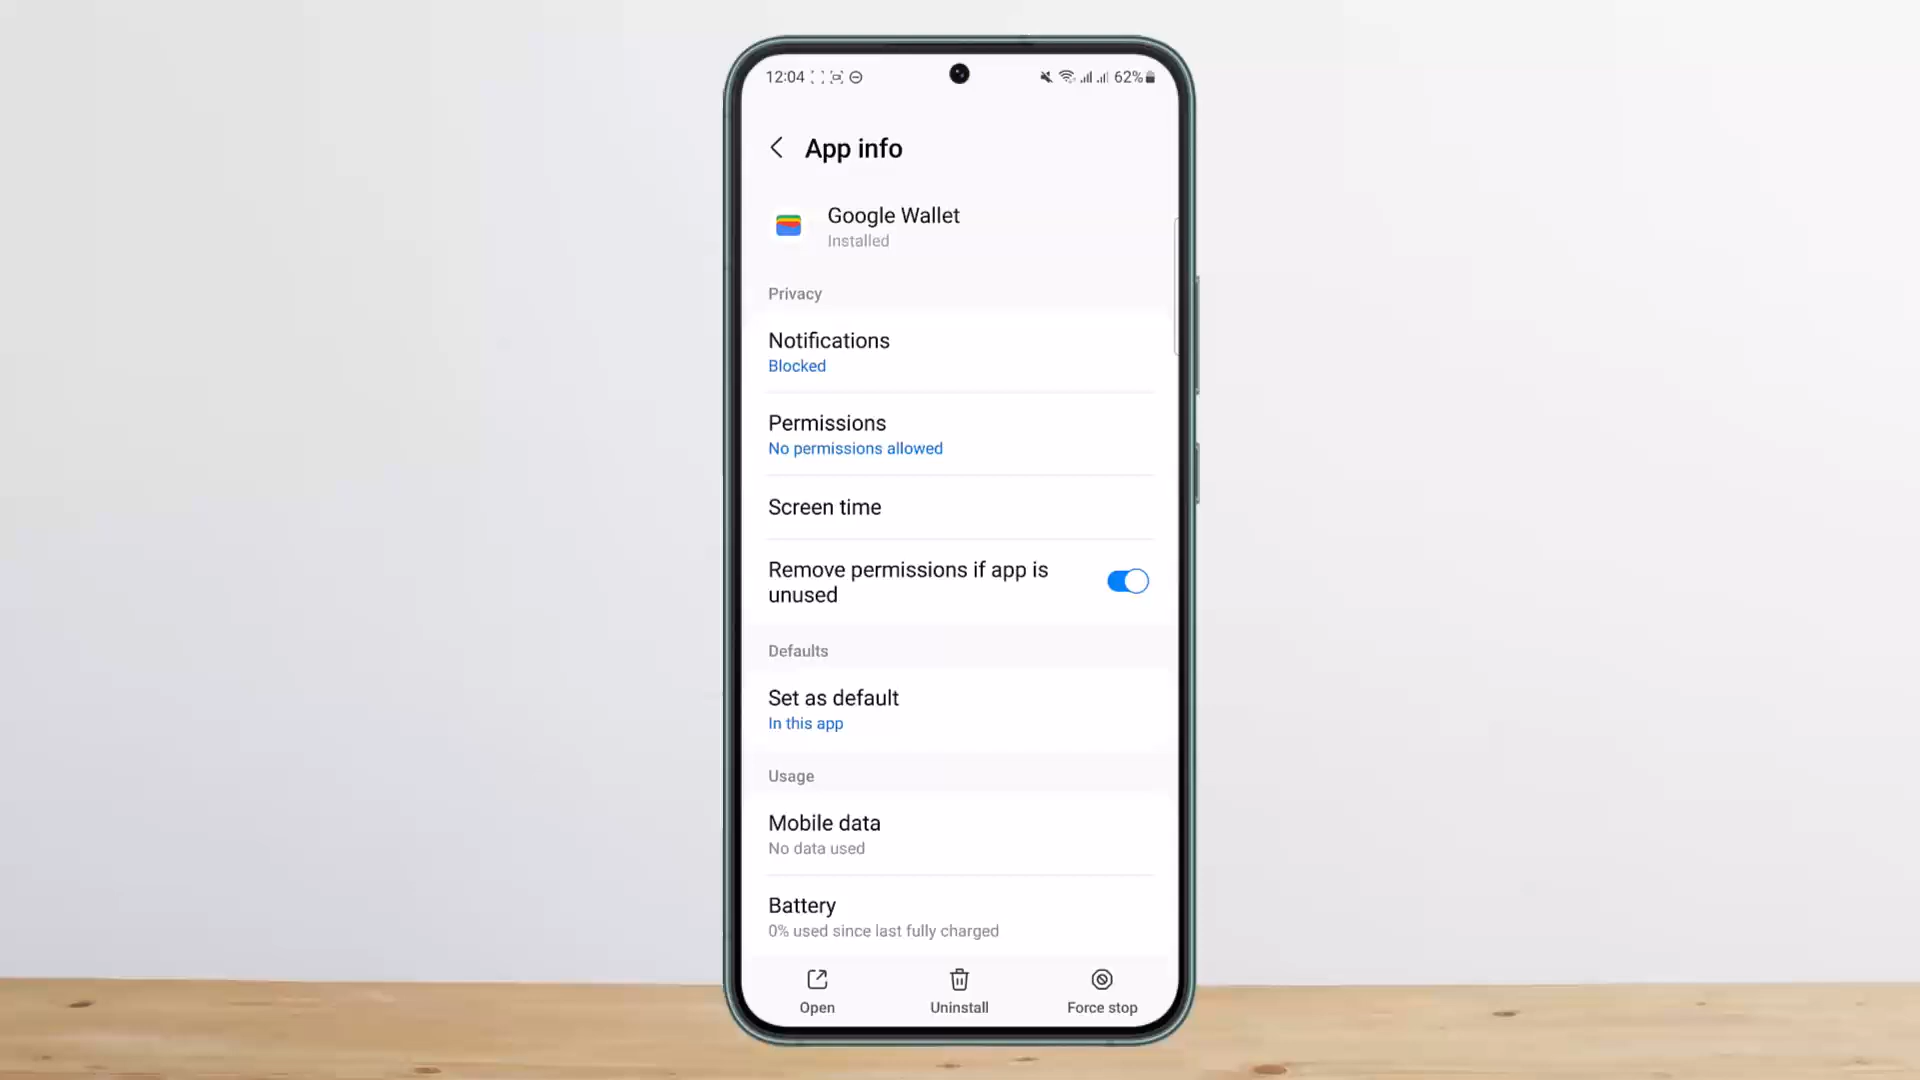 12:04
62%
App info
Google Wallet
Installed
Privacy
Notifications
Blocked
Permissions
No permissions allowed
Screen time
Remove permissions if app is
unused
Defaults
Set as default
In this app
Usage
Mobile data
No data used
Battery
0% used since last fully charged
Open
Uninstall
Force stop